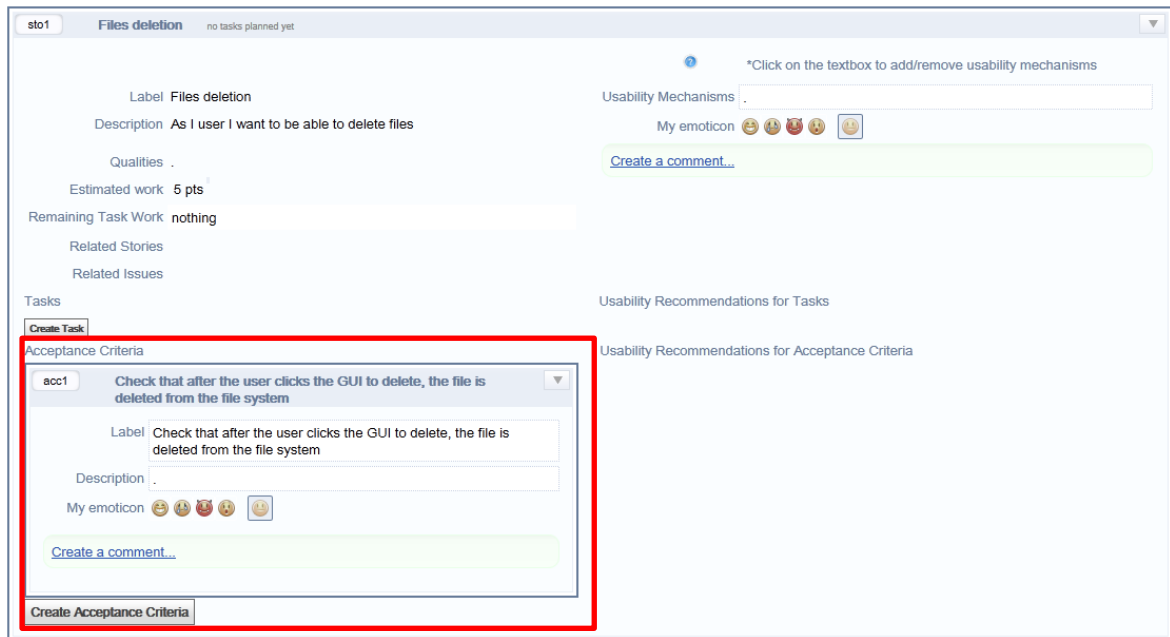 sto1 Files deletion no tasks planned yet
*Click on the textbox to add/remove usability mechanisms
Label Files deletion
Usability Mechanisms .
Description As I user I want to be able to delete files
My emoticon
Qualities .
Create a comment...
Estimated work 5 pts
Remaining Task Work nothing
Related Stories
Related Issues
Tasks
Usability Recommendations for Tasks
Create Task
Acceptance Criteria
Usability Recommendations for Acceptance Criteria
acc1 Check that after the user clicks the GUI to delete, the file is
deleted from the file system
Label Check that after the user clicks the GUI to delete, the file is
deleted from the file system
Description .
My emoticon
Create a comment...
Create Acceptance Criteria